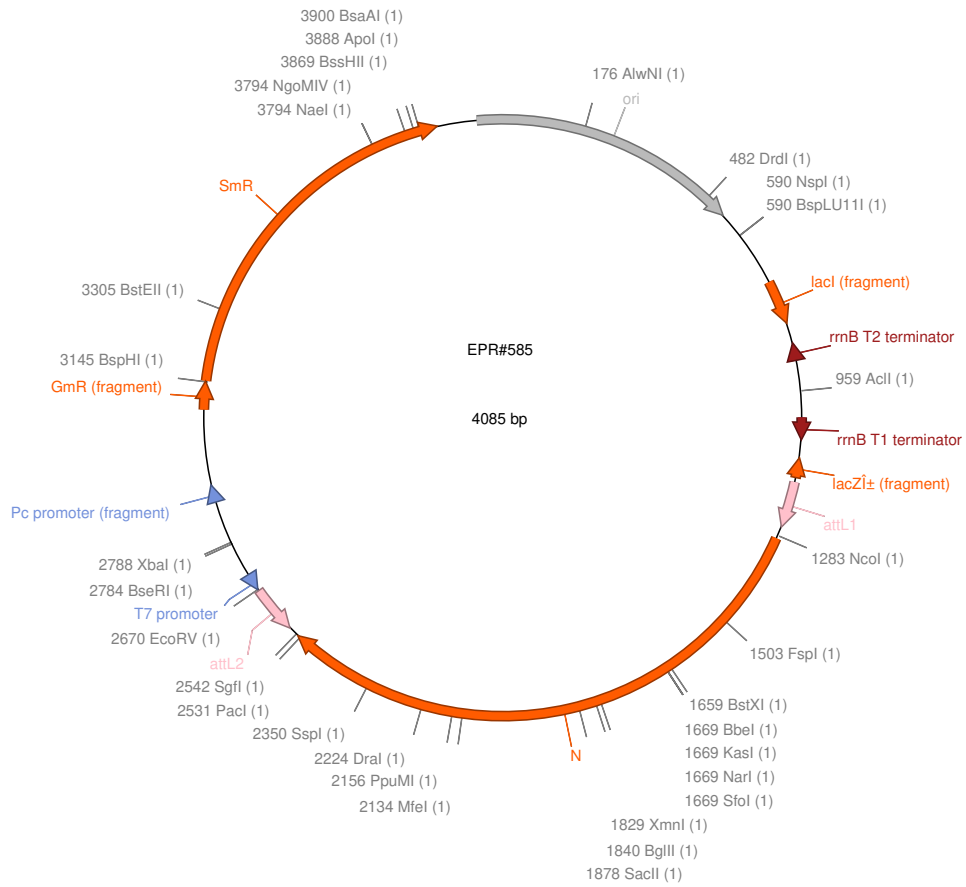 3900 BsaAI (1)
3888 ApoI (1)
3869 BssHII (1)
3794 NgoMIV (1)
3794 NaeI (1)
176 AlwNI (1)
ori
482 DrdI (1)
590 NspI (1)
590 BspLU11I (1)
SmR
lacI (fragment)
3305 BstEII (1)
rrnB T2 terminator
EPR#585
3145 BspHI (1)
959 AclI (1)
GmR (fragment)
4085 bp
rrnB T1 terminator
lacZÎ± (fragment)
Pc promoter (fragment)
attL1
1283 NcoI (1)
2788 XbaI (1)
2784 BseRI (1)
T7 promoter
2670 EcoRV (1)
1503 FspI (1)
attL2
2542 SgfI (1)
1659 BstXI (1)
2531 PacI (1)
1669 BbeI (1)
2350 SspI (1)
1669 KasI (1)
2224 DraI (1)
N
1669 NarI (1)
2156 PpuMI (1)
1669 SfoI (1)
2134 MfeI (1)
1829 XmnI (1)
1840 BglII (1)
1878 SacII (1)